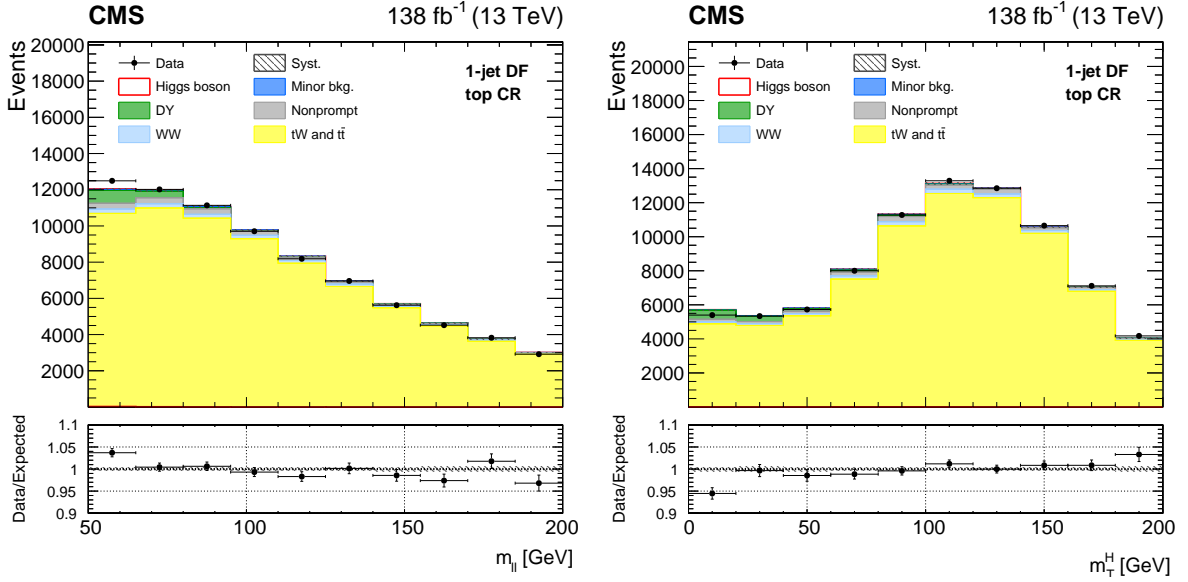 CMS 138 fb⁻¹ (13 TeV)
Events
20000
18000
16000
14000
12000
10000
8000
6000
4000
2000
Data Syst.
Higgs boson Minor bkg.
DY Nonprompt
WW tW and tt̄
1-jet DF
top CR
Data/Expected
1.1
1.05
1
0.95
0.9
50 100 150 200
m_ll [GeV]
CMS 138 fb⁻¹ (13 TeV)
Events
20000
18000
16000
14000
12000
10000
8000
6000
4000
2000
Data Syst.
Higgs boson Minor bkg.
DY Nonprompt
WW tW and tt̄
1-jet DF
top CR
Data/Expected
1.1
1.05
1
0.95
0.9
0 50 100 150 200
m_T^H [GeV]